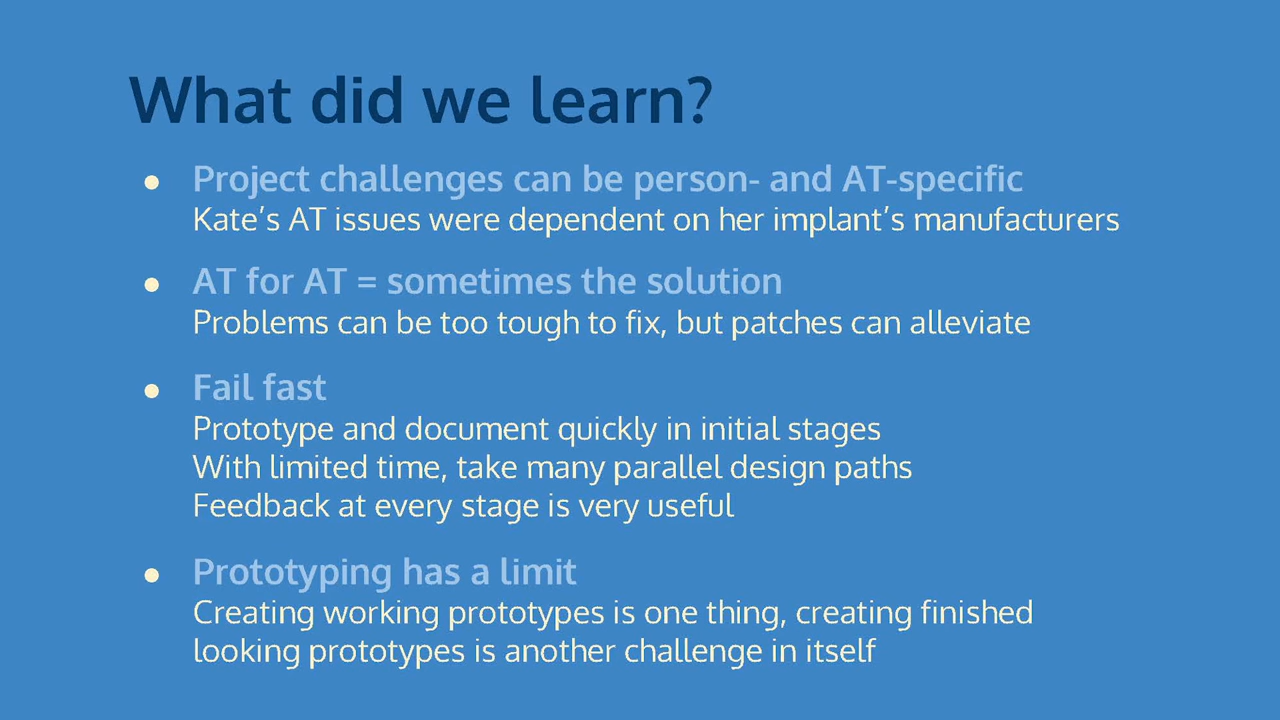 What did we learn?
● Project challenges can be person- and AT-specific
Kate’s AT issues were dependent on her implant’s manufacturers
● AT for AT = sometimes the solution
Problems can be too tough to fix, but patches can alleviate
● Fail fast
Prototype and document quickly in initial stages
With limited time, take many parallel design paths
Feedback at every stage is very useful
● Prototyping has a limit
Creating working prototypes is one thing, creating finished
looking prototypes is another challenge in itself